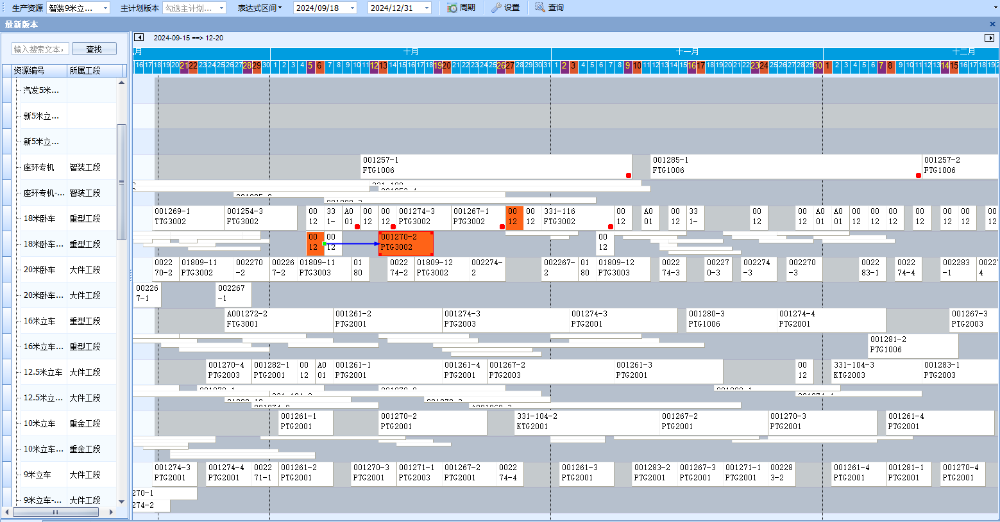 生产资源 智装9米立... 主计划版本 勾选主计划... 表达式区间 2024/09/18 2024/12/31 周期 设置 查询
最新版本
2024-09-15 ==> 12-20
输入搜索文本, 查找
月 十月 十一月 十二月
16 17 18 19 20 21 22 23 24 25 26 27 28 29 30 1 2 3 4 5 6 7 8 9 10 11 12 13 14 15 16 17 18 19 20 21 22 23 24 25 26 27 28 29 30 31 1 2 3 4 5 6 7 8 9 10 11 12 13 14 15 16 17 18 19 20 21 22 23 24 25 26 27 28 29 30 1 2 3 4 5 6 7 8 9 10 11 12 13 14 15 16 17 18 19
资源编号 所属工段
汽发5米...
新5米立...
新5米立...
座环专机 智装工段
001257-1 001285-1 001257-2
FTG1006 FTG1006 FTG1006
座环专机-... 智装工段
18米卧车 重型工段
001269-1 001254-3 00 33 A0 00 00 001274-3 001267-1 00 00 331-116 00 A0 00 33 00 00 A0 A0 00 00 00 00 00 00 00
TTG3002 FTG3002 12 1- 01 12 12 PTG3002 PTG3002 12 12 FTG3002 12 01 12 1- 12 12 01 01 12 12 12 12 12 12 12
18米卧车... 重型工段
00 00 001270-2 00
12 12 PTG3002 12
20米卧车 大件工段
0022 01809-11 002270 00226 01809-11 01 0022 01809-12 002274- 002267- 01 01809-12 0022 00227 002274 002270 0022 0022 002283 00227
70-2 PTG3002 -2 7-2 PTG3003 80 74-2 PTG3002 2 2 80 PTG3003 74-3 0-3 -3 -3 83-1 74-4 -1 4
20米卧车... 大件工段
00226 002267
7-1 -1
16米立车 重型工段
A001272-2 001261-2 001274-3 001274-3 001280-3 001274-4 001267-3
FTG3001 PTG2001 PTG2003 PTG2001 PTG1006 PTG2001 PTG2003
16米立车... 重型工段
001281-2
PTG1006
12.5米立车 大件工段
001270-4 001282-1 00 A0 001261-1 001261-4 001267-2 001261-3 00 331-104-3 001283-1
PTG2003 PTG2001 12 01 PTG2001 PTG2001 PTG2003 PTG2001 12 KTG2003 PTG2003
12.5米立... 大件工段
10米立车 重金工段
001261-1 001270-2 331-104-2 001267-2 001270-3 001261-4
PTG2001 PTG2001 KTG2001 PTG2001 PTG2001 PTG2001
10米立车... 重金工段
9米立车 大件工段
001274-3 001274-4 0022 001261-2 001270-3 001271-1 001267-2 0022 001261-3 001283-2 001267-3 001271-1 00228 001261-4 001281-1 001270-4
PTG2001 PTG2001 71-1 PTG2001 PTG2001 PTG2003 PTG2001 74-4 PTG2001 PTG2001 PTG2001 PTG2001 3-2 PTG2001 PTG2001 PTG2001
9米立车-... 大件工段
270-1
274-2